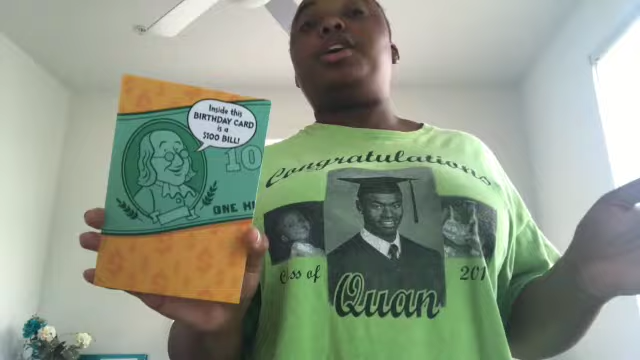 Inside this
BIRTHDAY CARD
is a
$100 BILL!
10
ONE H
Congratulations
Class of
201
Quan